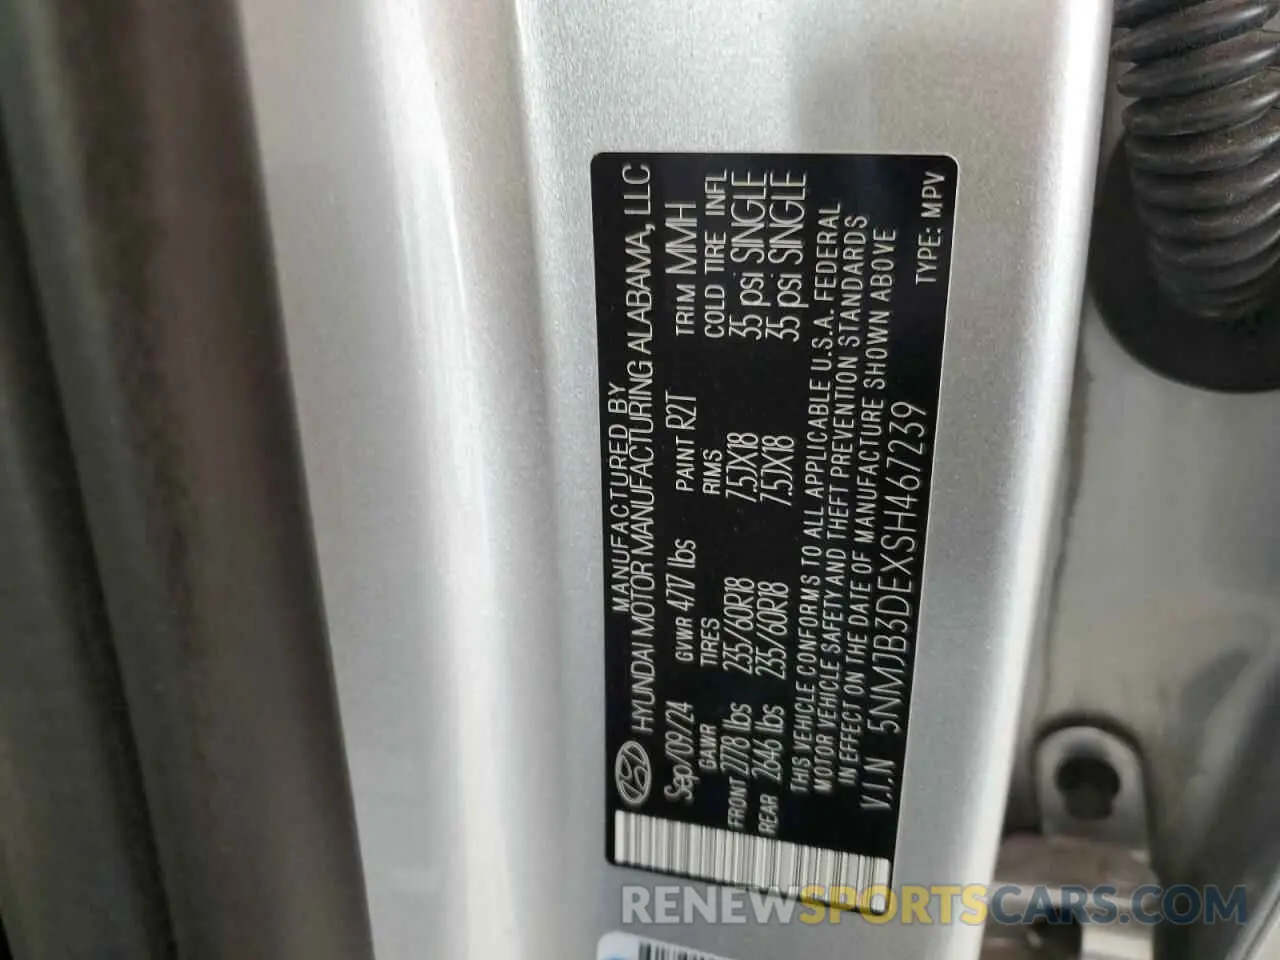 MANUFACTURED BY
HYUNDAI MOTOR MANUFACTURING ALABAMA, LLC
Sep/09/24 GVWR 4717 lbs PAINT R2T TRIM MMH
GAWR TIRES RIMS COLD TIRE INFL
FRONT 2778 lbs 235/60R18 7.5JX18 35 psi SINGLE
REAR 2646 lbs 235/60R18 7.5JX18 35 psi SINGLE
THIS VEHICLE CONFORMS TO ALL APPLICABLE U.S.A. FEDERAL
MOTOR VEHICLE SAFETY AND THEFT PREVENTION STANDARDS
IN EFFECT ON THE DATE OF MANUFACTURE SHOWN ABOVE
V.I.N 5NMJB3DEXSH467239 TYPE: MPV
RENEWSPORTSCARS.COM